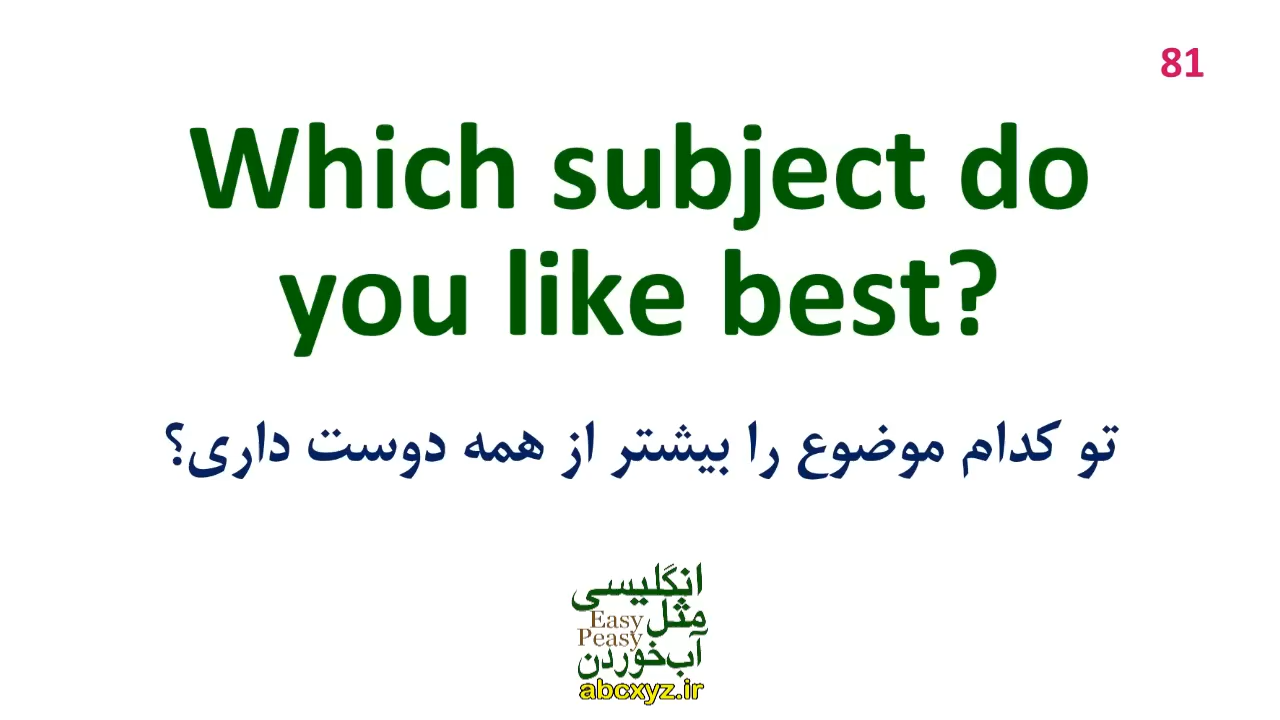 81
Which subject do
you like best?
تو کدام موضوع را بیشتر از همه دوست داری؟
انگلیسی
مثل
Easy
Peasy
آب‌خوردن
abcxyz.ir